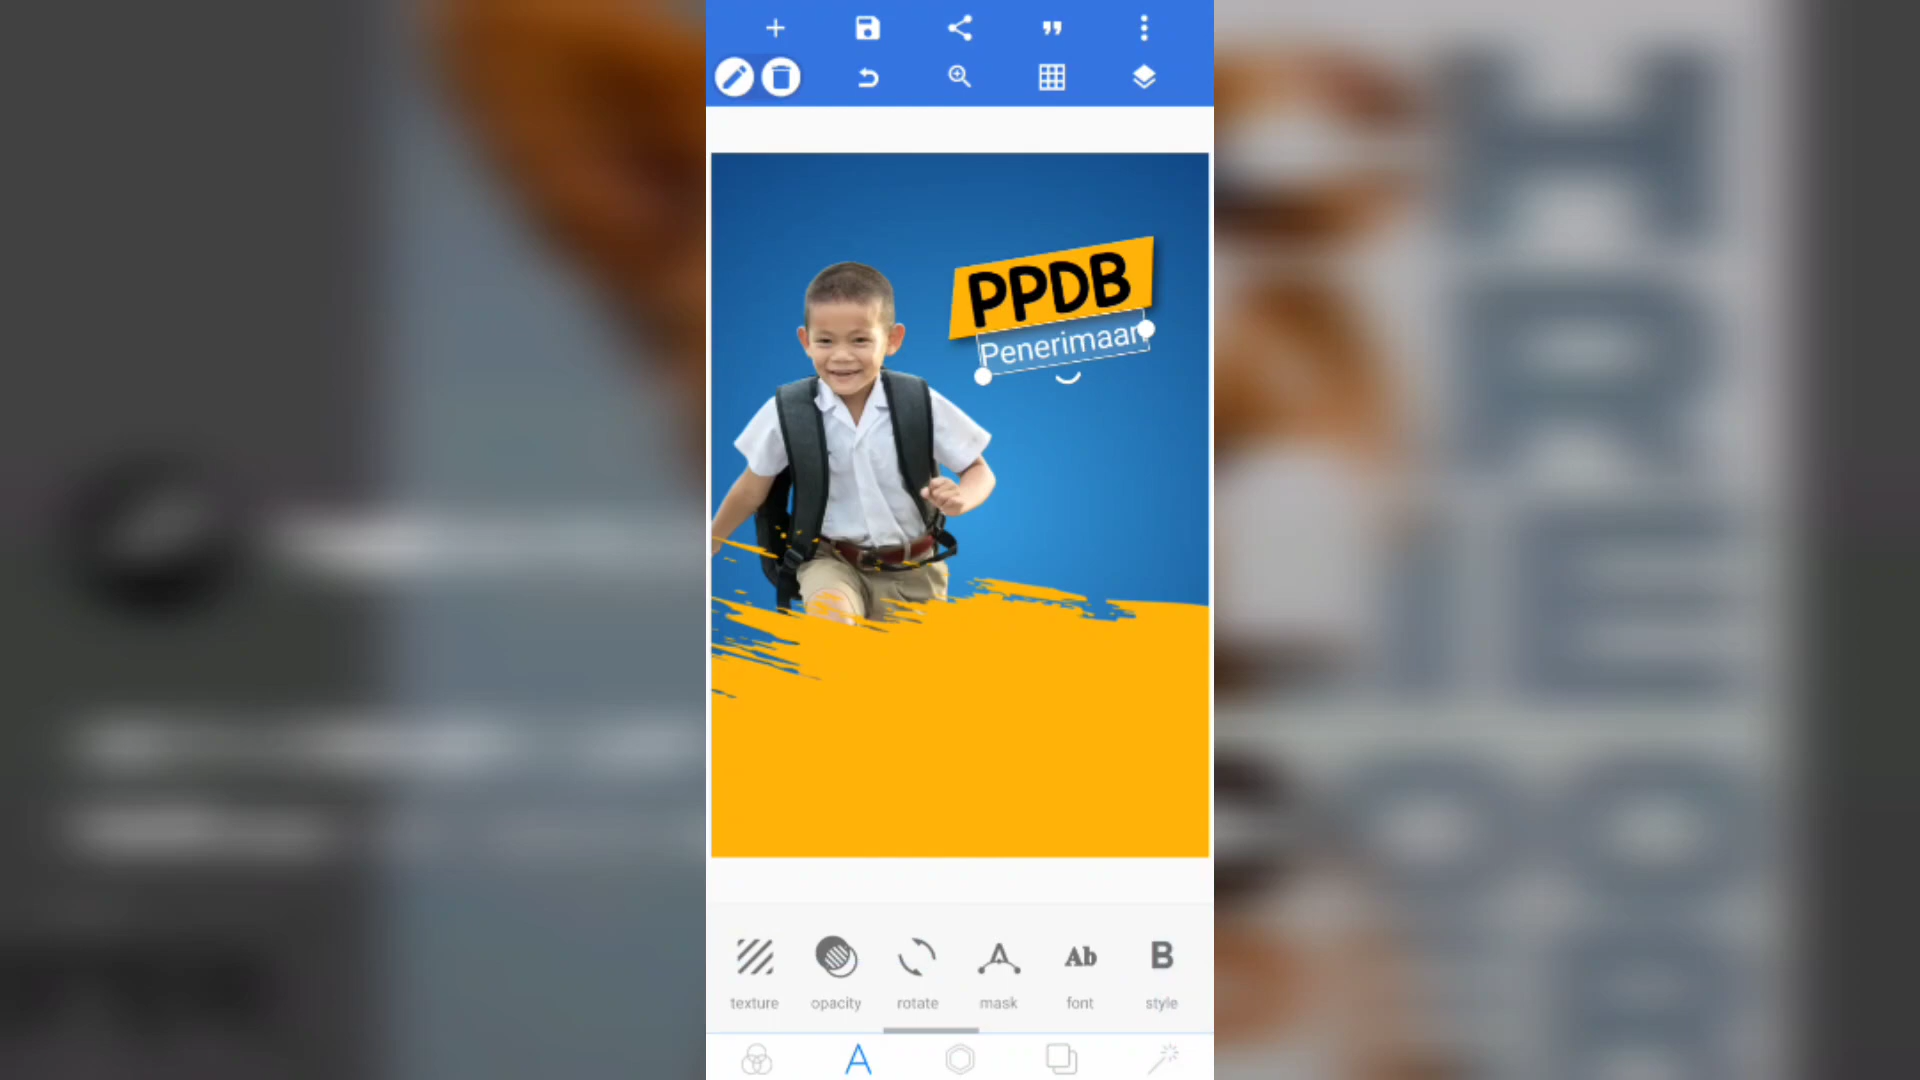 PPDB
Penerimaan
texture
opacity
rotate
mask
Ab
font
B
style
A